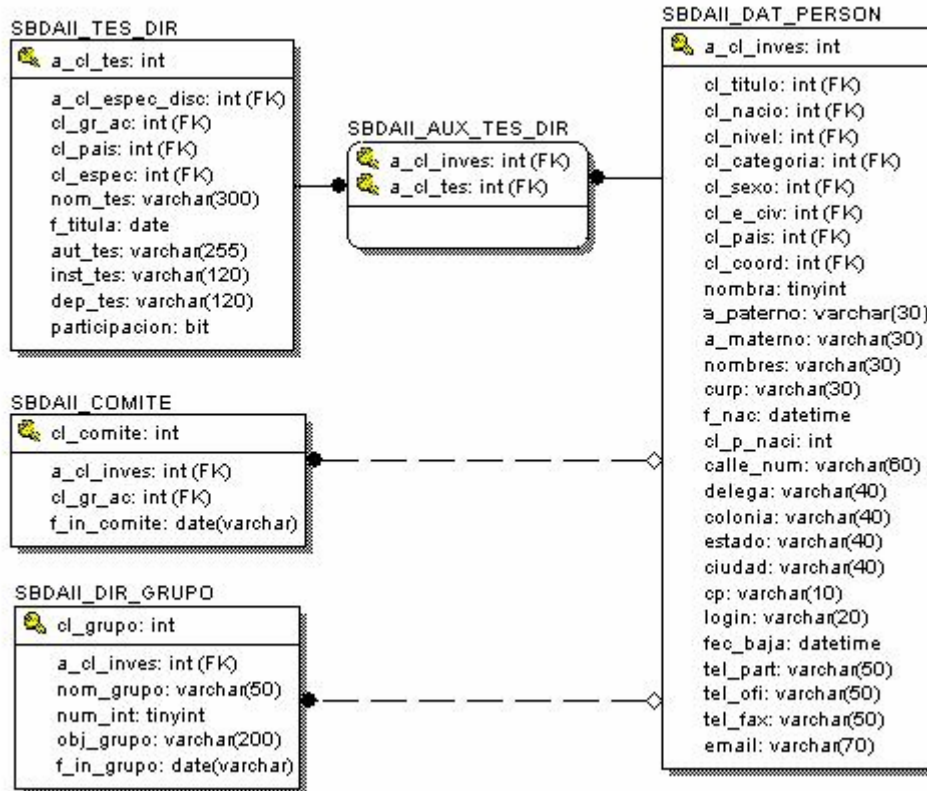 SBDAII_TES_DIR
a_cl_tes: int
a_cl_espec_disc: int (FK)
cl_gr_ac: int (FK)
cl_pais: int (FK)
cl_espec: int (FK)
nom_tes: varchar(300)
f_titula: date
aut_tes: varchar(255)
inst_tes: varchar(120)
dep_tes: varchar(120)
participacion: bit
SBDAII_AUX_TES_DIR
a_cl_inves: int (FK)
a_cl_tes: int (FK)
SBDAII_DAT_PERSON
a_cl_inves: int
cl_titulo: int (FK)
cl_nacio: int (FK)
cl_nivel: int (FK)
cl_categoria: int (FK)
cl_sexo: int (FK)
cl_e_civ: int (FK)
cl_pais: int (FK)
cl_coord: int (FK)
nombra: tinyint
a_paterno: varchar(30)
a_materno: varchar(30)
nombres: varchar(30)
curp: varchar(30)
f_nac: datetime
cl_p_naci: int
calle_num: varchar(60)
delega: varchar(40)
colonia: varchar(40)
estado: varchar(40)
ciudad: varchar(40)
cp: varchar(10)
login: varchar(20)
fec_baja: datetime
tel_part: varchar(50)
tel_ofi: varchar(50)
tel_fax: varchar(50)
email: varchar(70)
SBDAII_COMITE
cl_comite: int
a_cl_inves: int (FK)
cl_gr_ac: int (FK)
f_in_comite: date(varchar)
SBDAII_DIR_GRUPO
cl_grupo: int
a_cl_inves: int (FK)
nom_grupo: varchar(50)
num_int: tinyint
obj_grupo: varchar(200)
f_in_grupo: date(varchar)